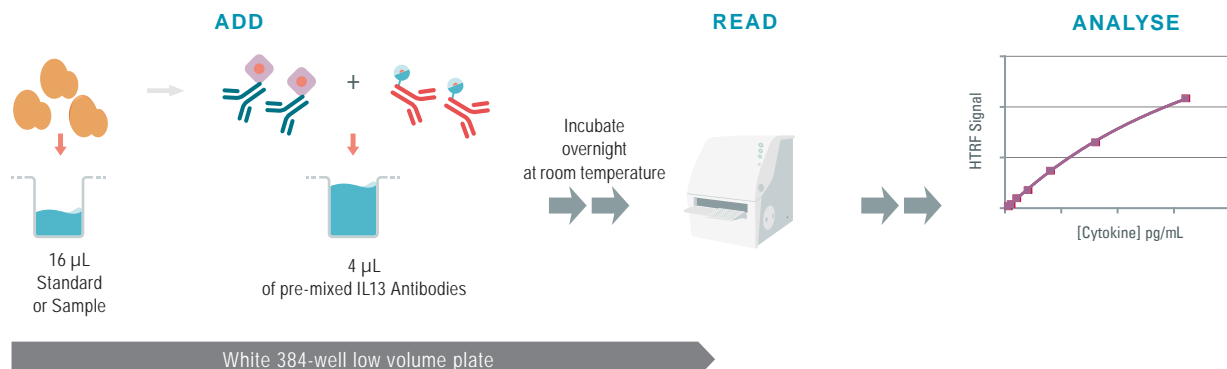 ADD
READ
ANALYSE
+
Incubate
overnight
at room temperature
HTRF Signal
[Cytokine] pg/mL
16 µL
Standard
or Sample
4 µL
of pre-mixed IL13 Antibodies
White 384-well low volume plate